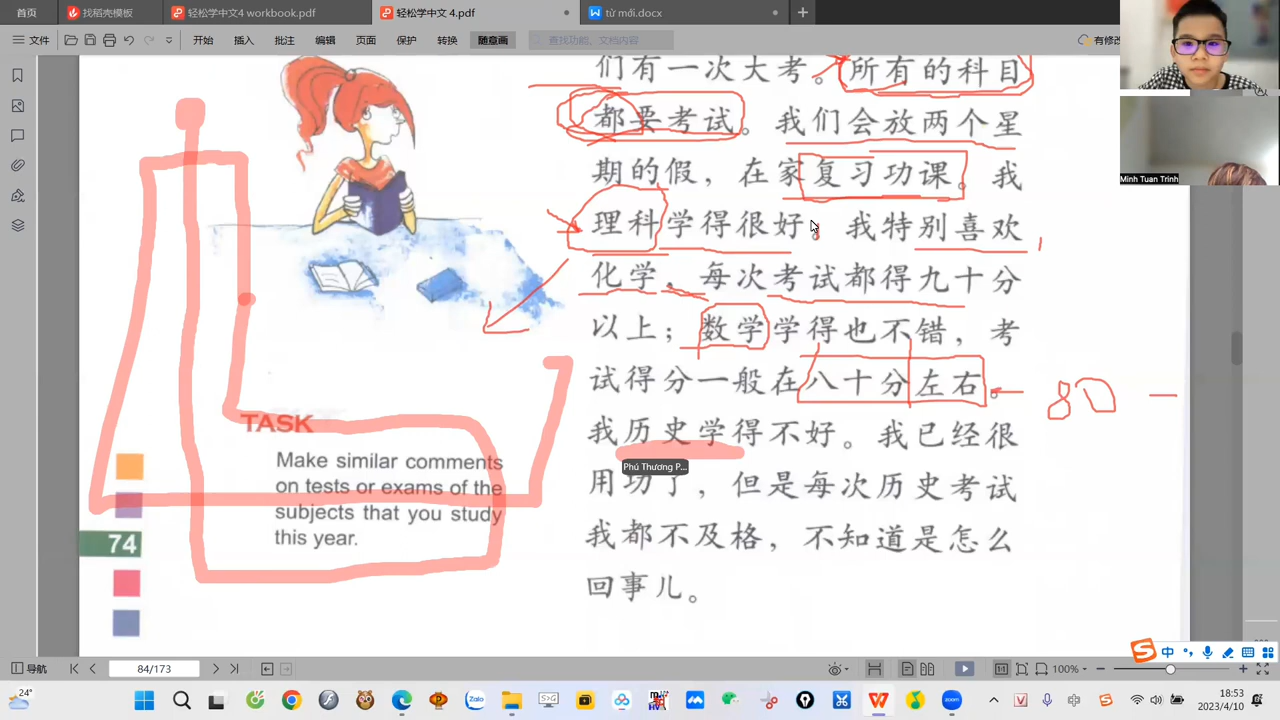 首页
找稻壳模板
轻松学中文4 workbook.pdf
轻松学中文 4.pdf
từ mới.docx
文件
开始
插入
批注
编辑
页面
保护
转换
随意画
查找功能、文档内容
有修改
们有一次大考。所有的科目
都要考试。我们会放两个星
期的假，在家复习功课。我
理科学得很好。我特别喜欢
化学，每次考试都得九十分
以上；数学学得也不错，考
试得分一般在八十分左右。
80 -
我历史学得不好。我已经很
用功了，但是每次历史考试
我都不及格，不知道是怎么
回事儿。
Phú Thương P...
TASK
Make similar comments
on tests or exams of the
subjects that you study
this year.
74
Minh Tuan Trinh
导航
84/173
100%
中
24°
Zalo
zoom
18:53
2023/4/10